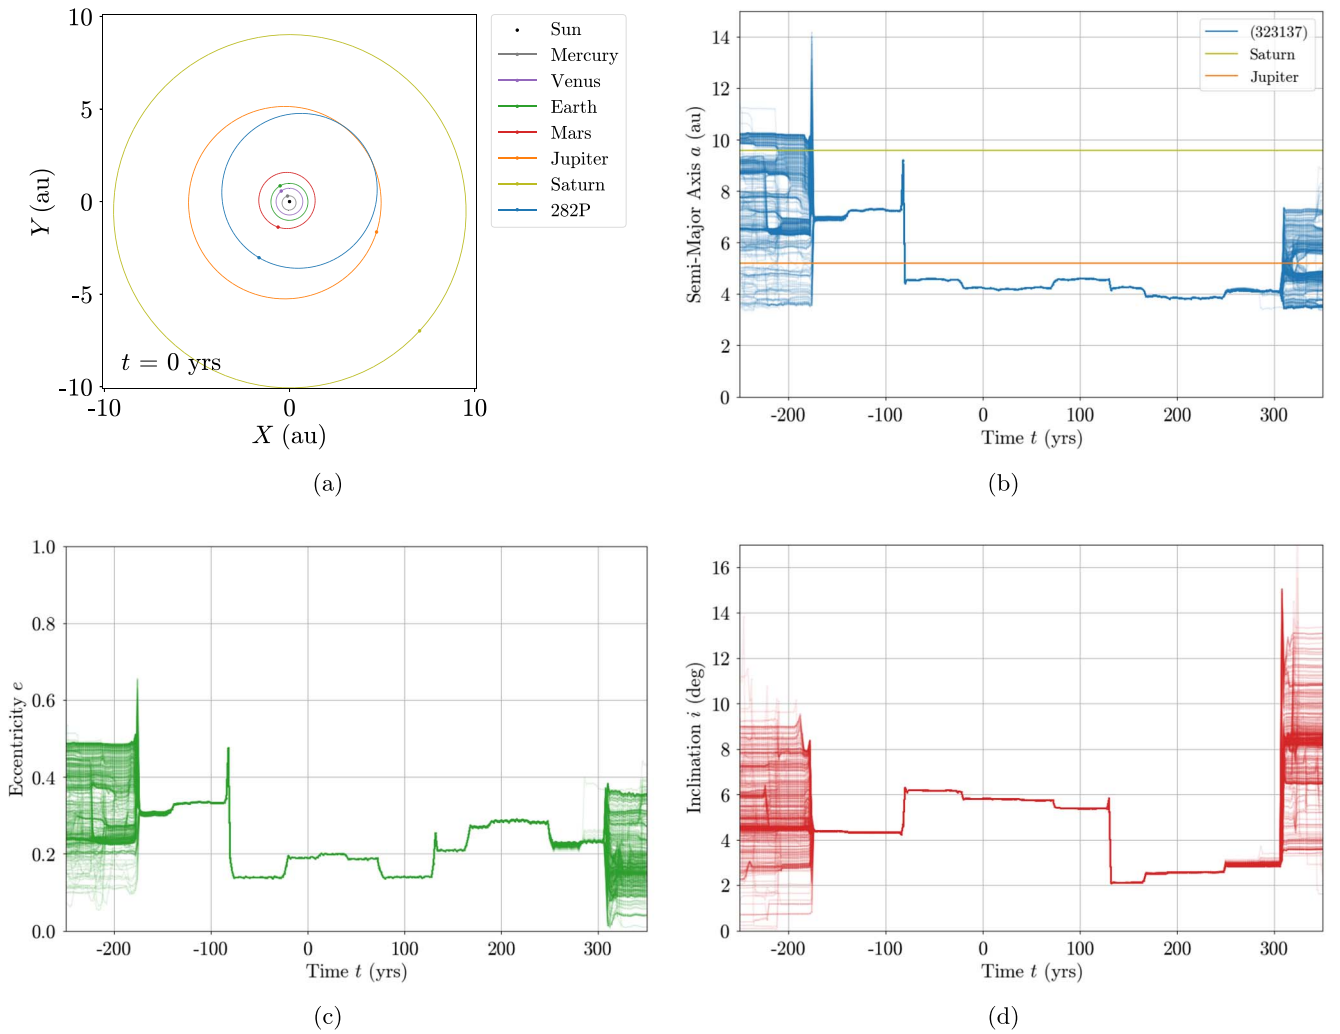 10
5
0
-5
-10
Y (au)
-10
0
10
X (au)
t = 0 yrs
Sun
Mercury
Venus
Earth
Mars
Jupiter
Saturn
282P
(a)
14
12
10
8
6
4
2
0
Semi-Major Axis a (au)
-200
-100
0
100
200
300
Time t (yrs)
(323137)
Saturn
Jupiter
(b)
1.0
0.8
0.6
0.4
0.2
0.0
Eccentricity e
-200
-100
0
100
200
300
Time t (yrs)
(c)
16
14
12
10
8
6
4
2
0
Inclination i (deg)
-200
-100
0
100
200
300
Time t (yrs)
(d)